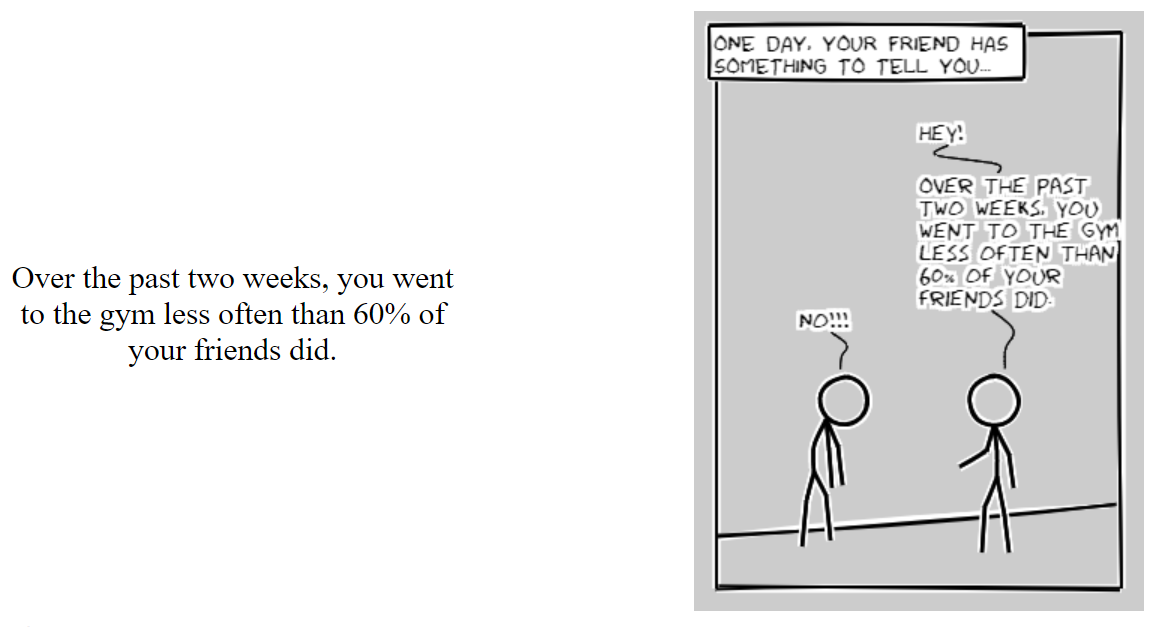 Over the past two weeks, you went
to the gym less often than 60% of
your friends did.
ONE DAY, YOUR FRIEND HAS
SOMETHING TO TELL YOU...
HEY!
OVER THE PAST
TWO WEEKS, YOU
WENT TO THE GYM
LESS OFTEN THAN
60% OF YOUR
FRIENDS DID.
NO!!!